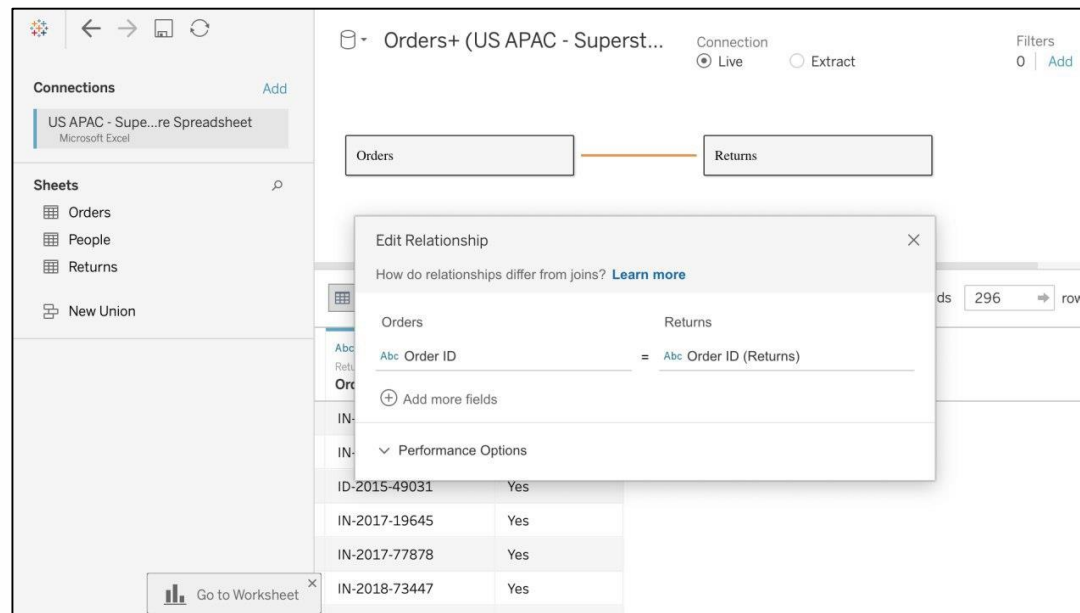 Orders+ (US APAC - Superst...
Connection
Live
Extract
Filters
0 Add
Connections
Add
US APAC - Supe...re Spreadsheet
Microsoft Excel
Sheets
Orders
People
Returns
New Union
Orders
Returns
Edit Relationship
How do relationships differ from joins? Learn more
Orders
Returns
Abc Order ID = Abc Order ID (Returns)
Add more fields
Performance Options
296
Abc
ID-2015-49031 Yes
IN-2017-19645 Yes
IN-2017-77878 Yes
IN-2018-73447 Yes
Go to Worksheet